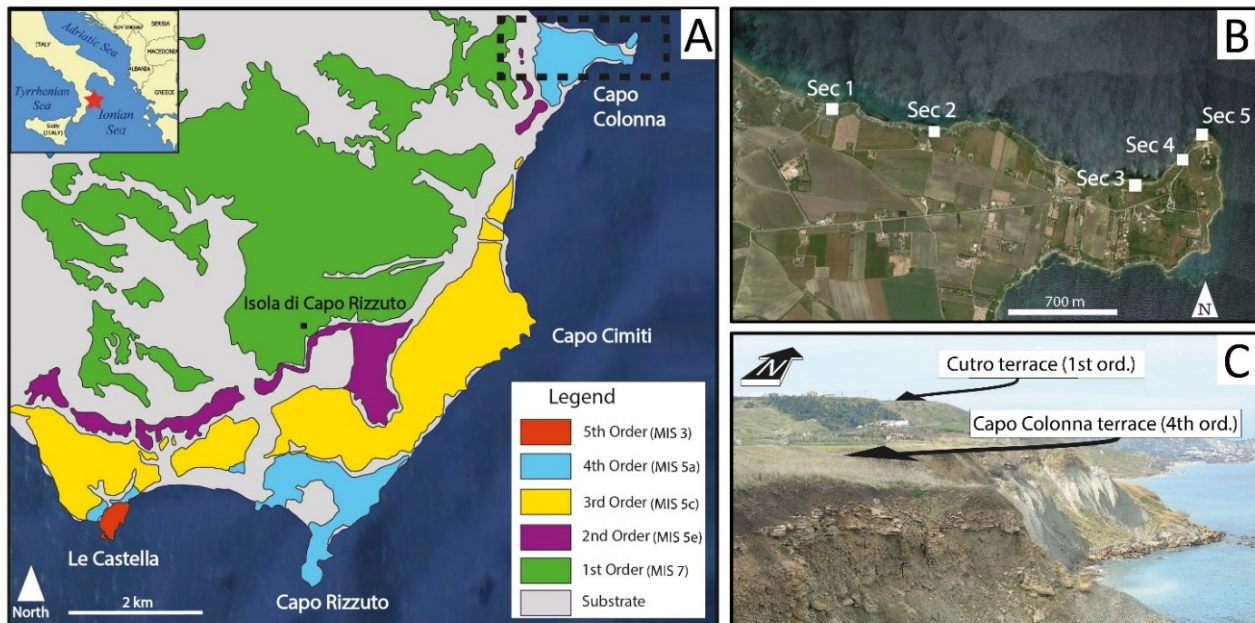 A
ITALY
Adriatic Sea
MONTENEGRO
SERBIA
MACEDONIA
ALBANIA
GREECE
Tyrrhenian
Sea
Ionian
Sea
Sicily
(ITALY)
Capo
Colonna
Isola di Capo Rizzuto
Capo Cimiti
Le Castella
Capo Rizzuto
North
2 km
Legend
5th Order (MIS 3)
4th Order (MIS 5a)
3rd Order (MIS 5c)
2nd Order (MIS 5e)
1st Order (MIS 7)
Substrate
B
Sec 1
Sec 2
Sec 3
Sec 4
Sec 5
700 m
N
C
N
Cutro terrace (1st ord.)
Capo Colonna terrace (4th ord.)